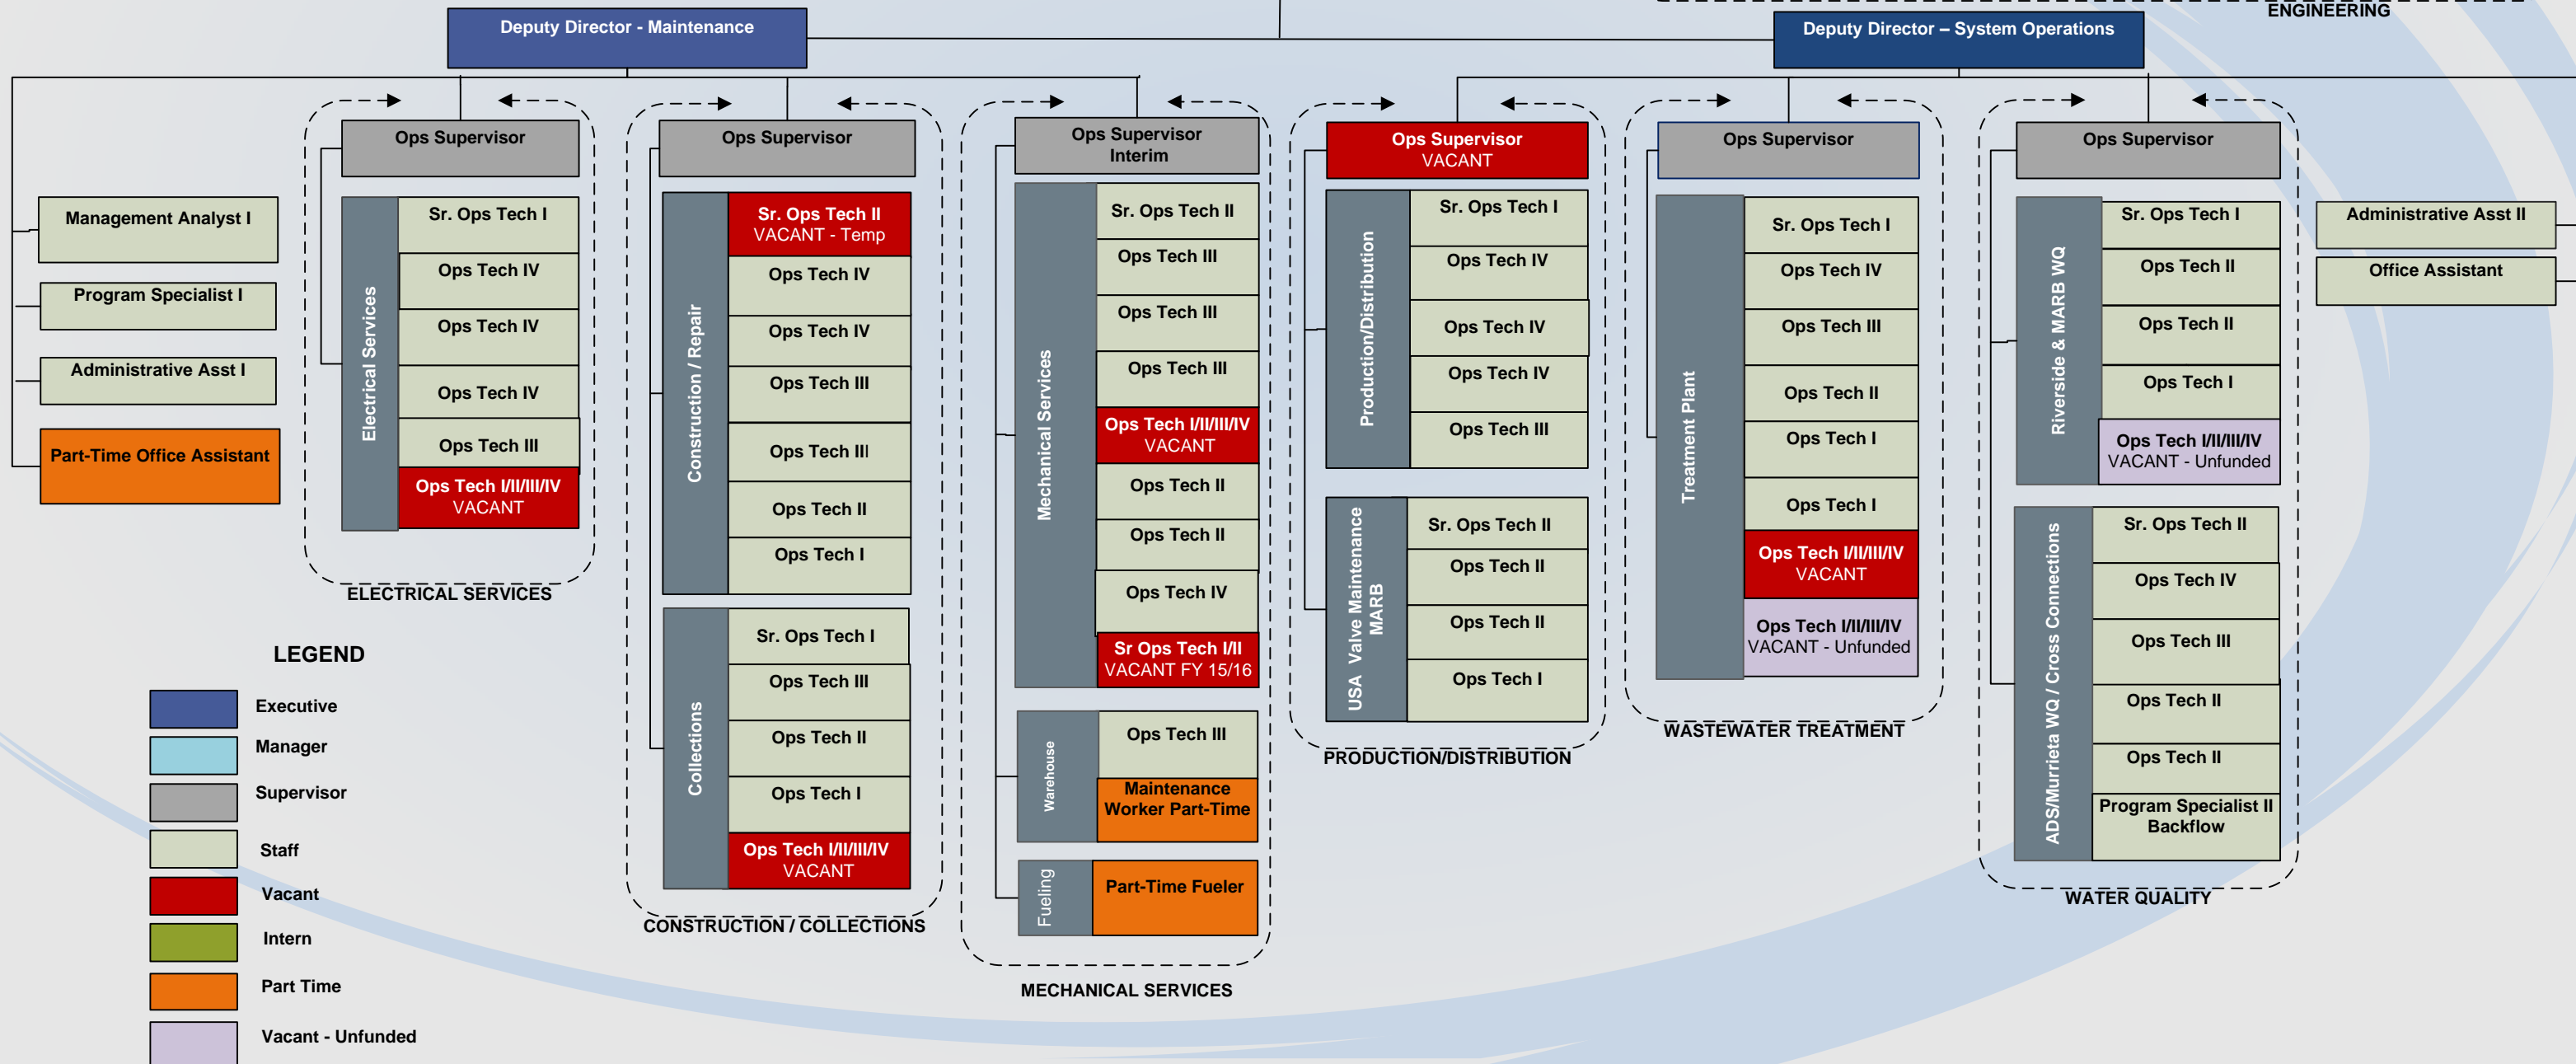 ENGINEERING
Deputy Director - Maintenance
Deputy Director – System Operations
Management Analyst I
Program Specialist I
Administrative Asst I
Part-Time Office Assistant
Ops Supervisor
Electrical Services
Sr. Ops Tech I
Ops Tech IV
Ops Tech IV
Ops Tech IV
Ops Tech III
Ops Tech I/II/III/IV
VACANT
ELECTRICAL SERVICES
Ops Supervisor
Construction / Repair
Sr. Ops Tech II
VACANT - Temp
Ops Tech IV
Ops Tech IV
Ops Tech III
Ops Tech III
Ops Tech II
Ops Tech I
Collections
Sr. Ops Tech I
Ops Tech III
Ops Tech II
Ops Tech I
Ops Tech I/II/III/IV
VACANT
CONSTRUCTION / COLLECTIONS
Ops Supervisor
Interim
Mechanical Services
Sr. Ops Tech II
Ops Tech III
Ops Tech III
Ops Tech III
Ops Tech I/II/III/IV
VACANT
Ops Tech II
Ops Tech II
Ops Tech IV
Sr Ops Tech I/II
VACANT FY 15/16
Warehouse
Ops Tech III
Maintenance
Worker Part-Time
Fueling
Part-Time Fueler
MECHANICAL SERVICES
Ops Supervisor
VACANT
Production/Distribution
Sr. Ops Tech I
Ops Tech IV
Ops Tech IV
Ops Tech IV
Ops Tech III
USA Valve Maintenance
MARB
Sr. Ops Tech II
Ops Tech II
Ops Tech II
Ops Tech I
PRODUCTION/DISTRIBUTION
Ops Supervisor
Treatment Plant
Sr. Ops Tech I
Ops Tech IV
Ops Tech III
Ops Tech II
Ops Tech I
Ops Tech I
Ops Tech I/II/III/IV
VACANT
Ops Tech I/II/III/IV
VACANT - Unfunded
WASTEWATER TREATMENT
Ops Supervisor
Riverside & MARB WQ
Sr. Ops Tech I
Ops Tech II
Ops Tech II
Ops Tech I
Ops Tech I/II/III/IV
VACANT - Unfunded
ADS/Murrieta WQ / Cross Connections
Sr. Ops Tech II
Ops Tech IV
Ops Tech III
Ops Tech II
Ops Tech II
Program Specialist II
Backflow
WATER QUALITY
Administrative Asst II
Office Assistant
LEGEND
Executive
Manager
Supervisor
Staff
Vacant
Intern
Part Time
Vacant - Unfunded